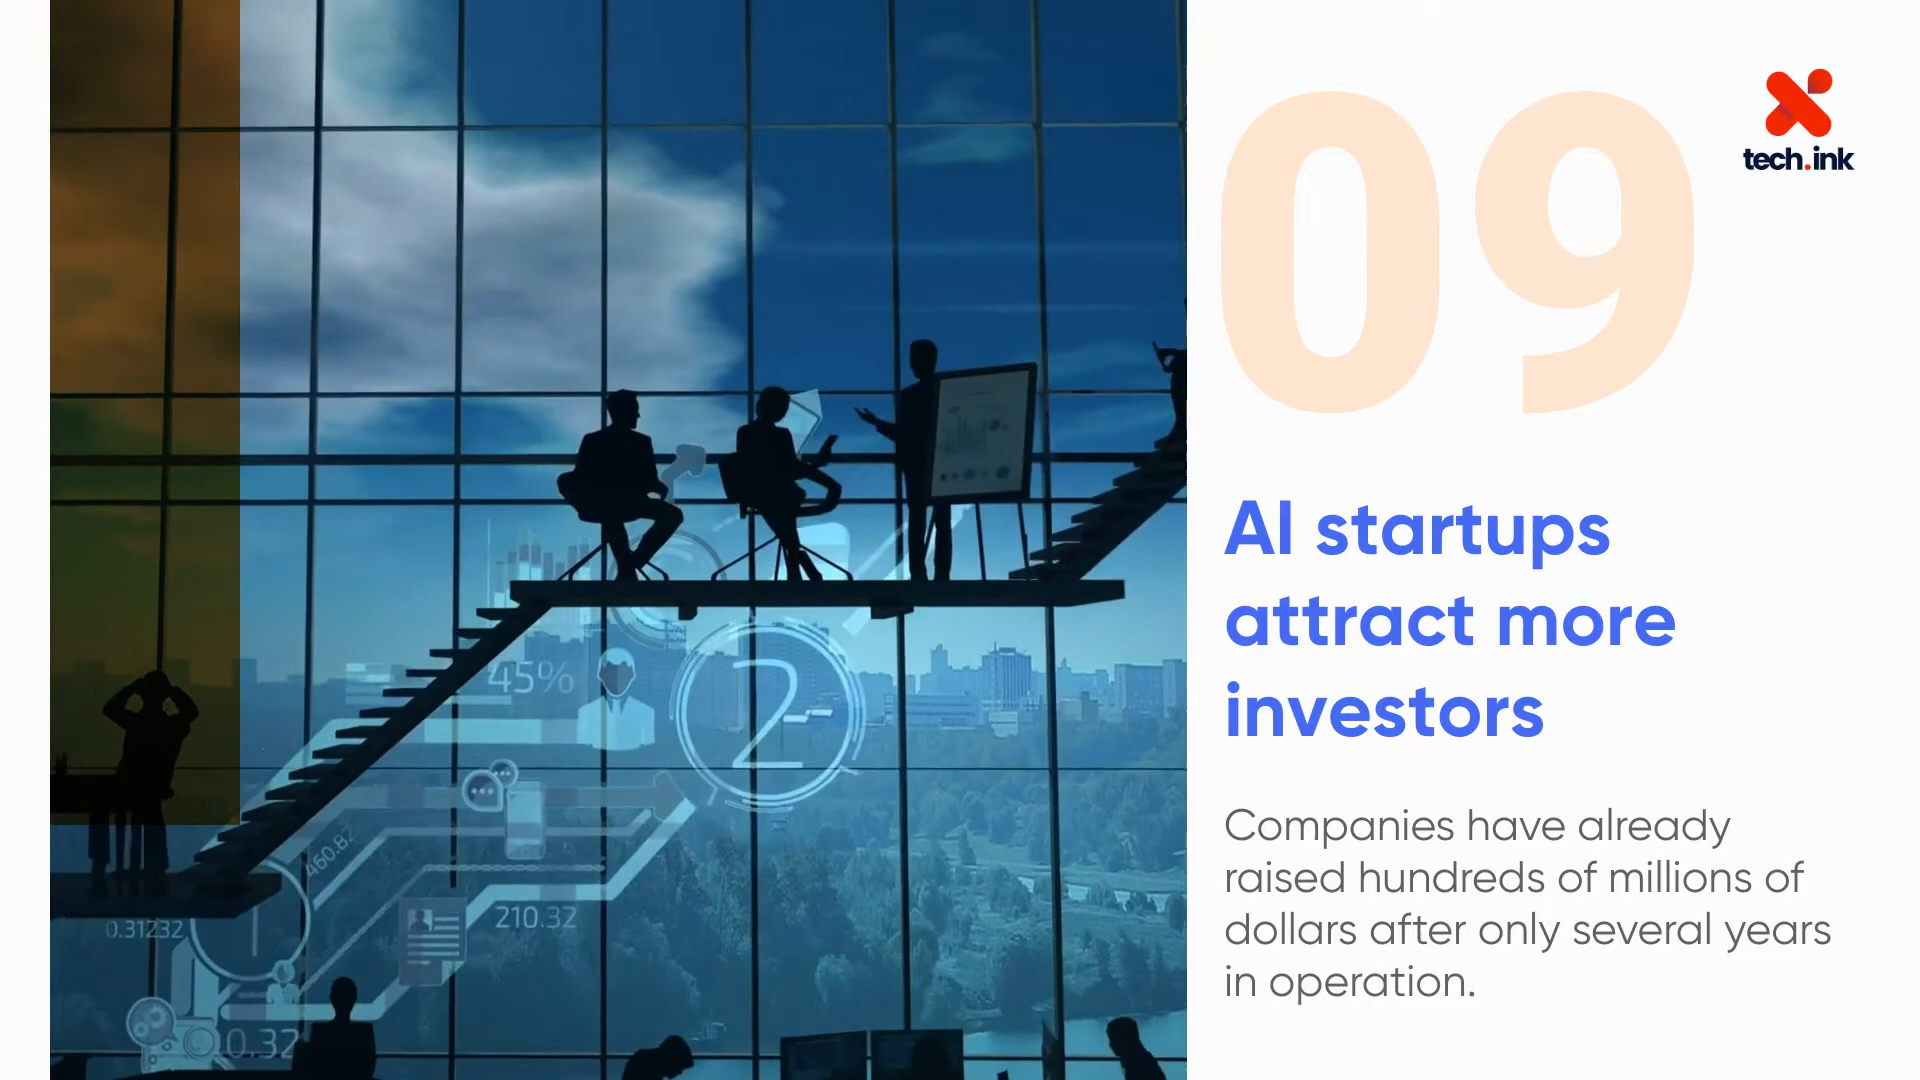 09
tech.ink
AI startups
attract more
investors
Companies have already
raised hundreds of millions of
dollars after only several years
in operation.
45%
2
460.82
210.32
0.31232
1
0.32